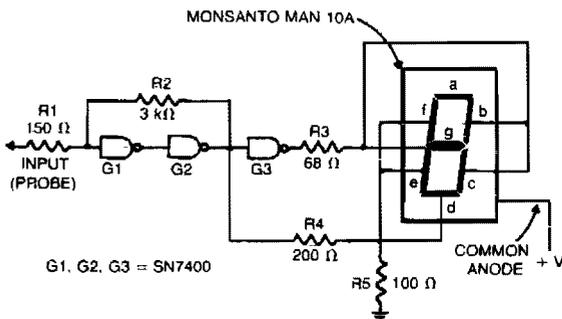 MONSANTO MAN 10A
R1
150 Ω
INPUT
(PROBE)
R2
3 kΩ
G1
G2
G3
R3
68 Ω
a
f
b
g
e
c
d
R4
200 Ω
R5
100 Ω
COMMON
ANODE
+ V
G1, G2, G3 = SN7400